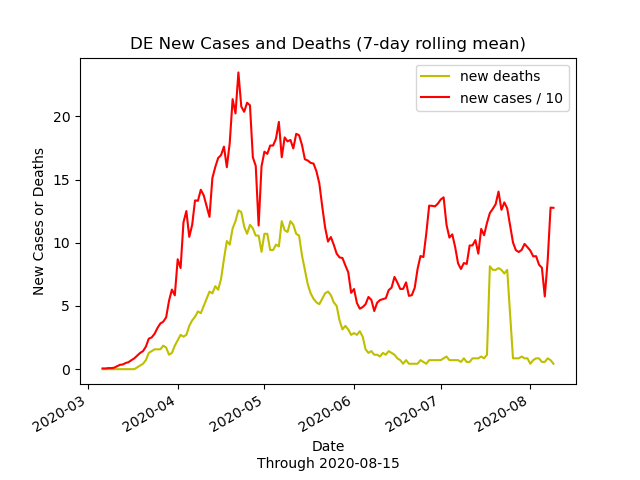 DE New Cases and Deaths (7-day rolling mean)
new deaths
new cases / 10
New Cases or Deaths
20
15
10
5
0
2020-03
2020-04
2020-05
2020-06
2020-07
2020-08
Date
Through 2020-08-15